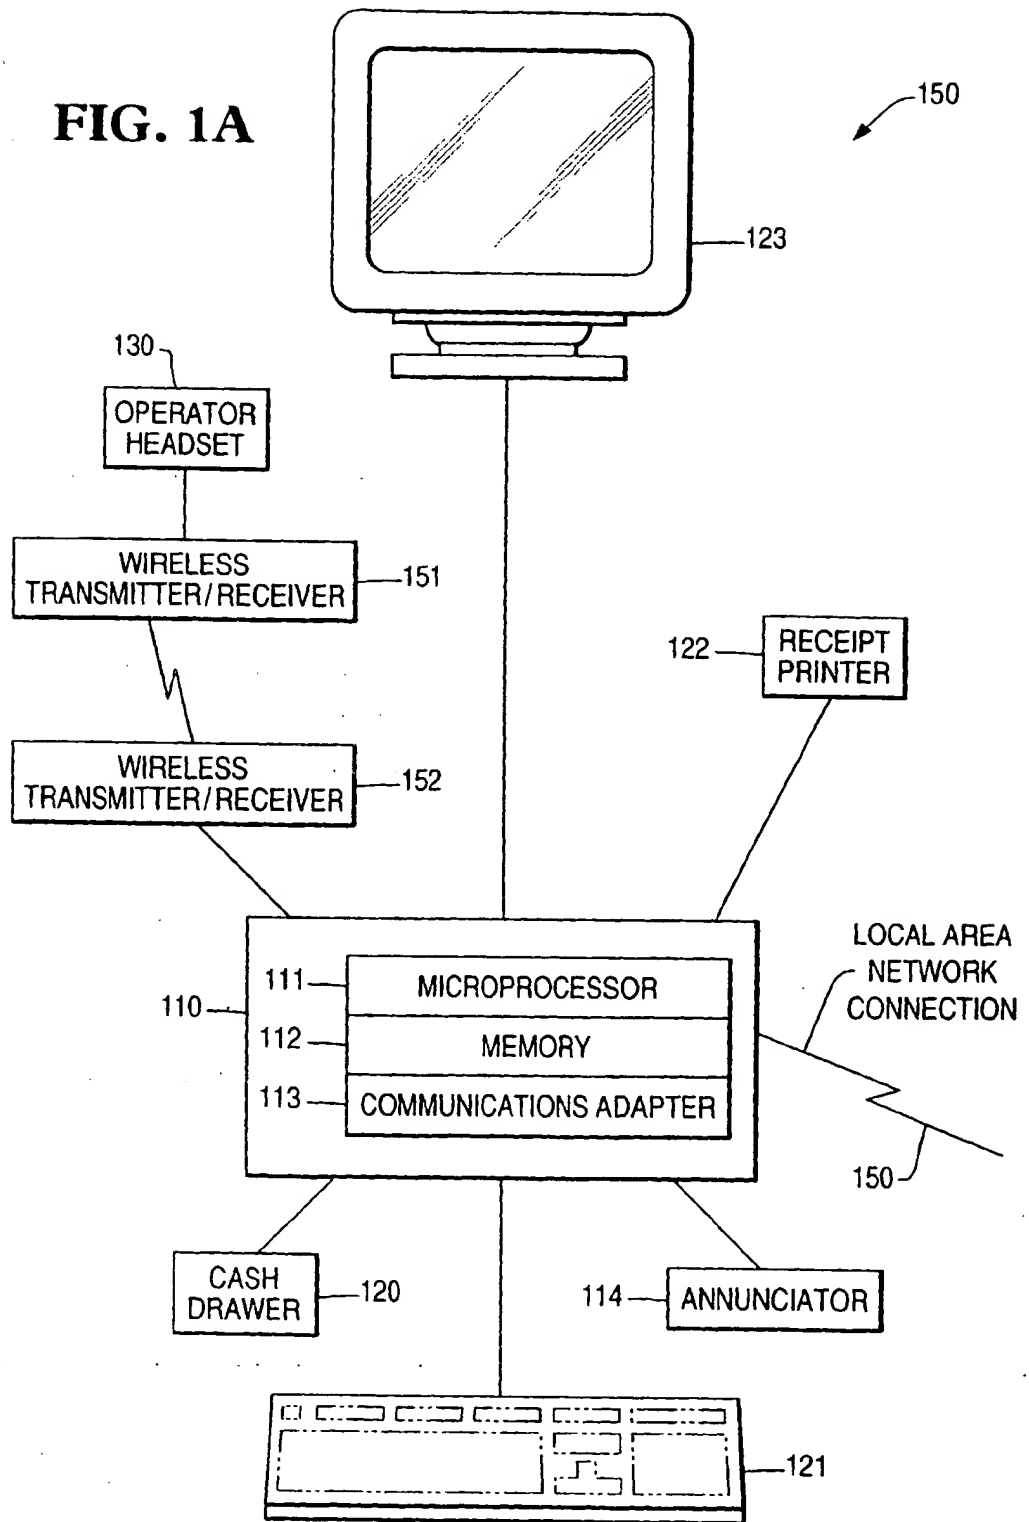 FIG. 1A
150
123
130
OPERATOR
HEADSET
WIRELESS
TRANSMITTER/RECEIVER
151
122
RECEIPT
PRINTER
WIRELESS
TRANSMITTER/RECEIVER
152
LOCAL AREA
NETWORK
CONNECTION
110
111
MICROPROCESSOR
112
MEMORY
113
COMMUNICATIONS ADAPTER
150
CASH
DRAWER
120
114
ANNUNCIATOR
121